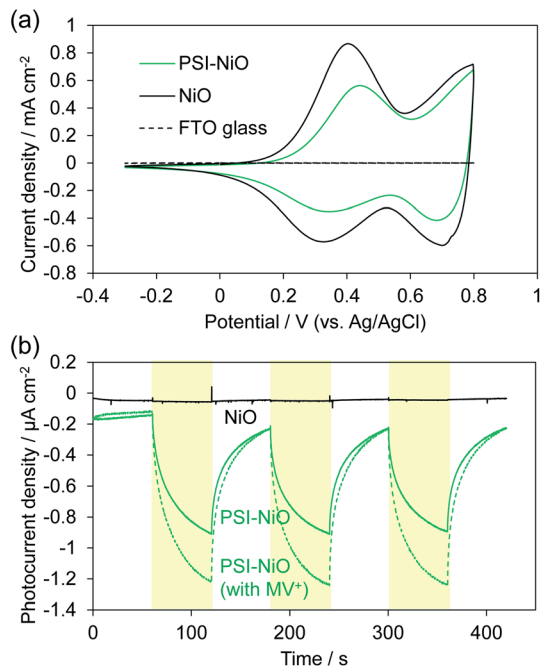 (a)
1
0.8
0.6
0.4
0.2
0
-0.2
-0.4
-0.6
-0.8
Current density / mA cm-2
PSI-NiO
NiO
FTO glass
-0.4 -0.2 0 0.2 0.4 0.6 0.8 1
Potential / V (vs. Ag/AgCl)
(b)
0.2
0
-0.2
-0.4
-0.6
-0.8
-1
-1.2
-1.4
Photocurrent density / µA cm-2
NiO
PSI-NiO
PSI-NiO
(with MV+)
0 100 200 300 400 500
Time / s